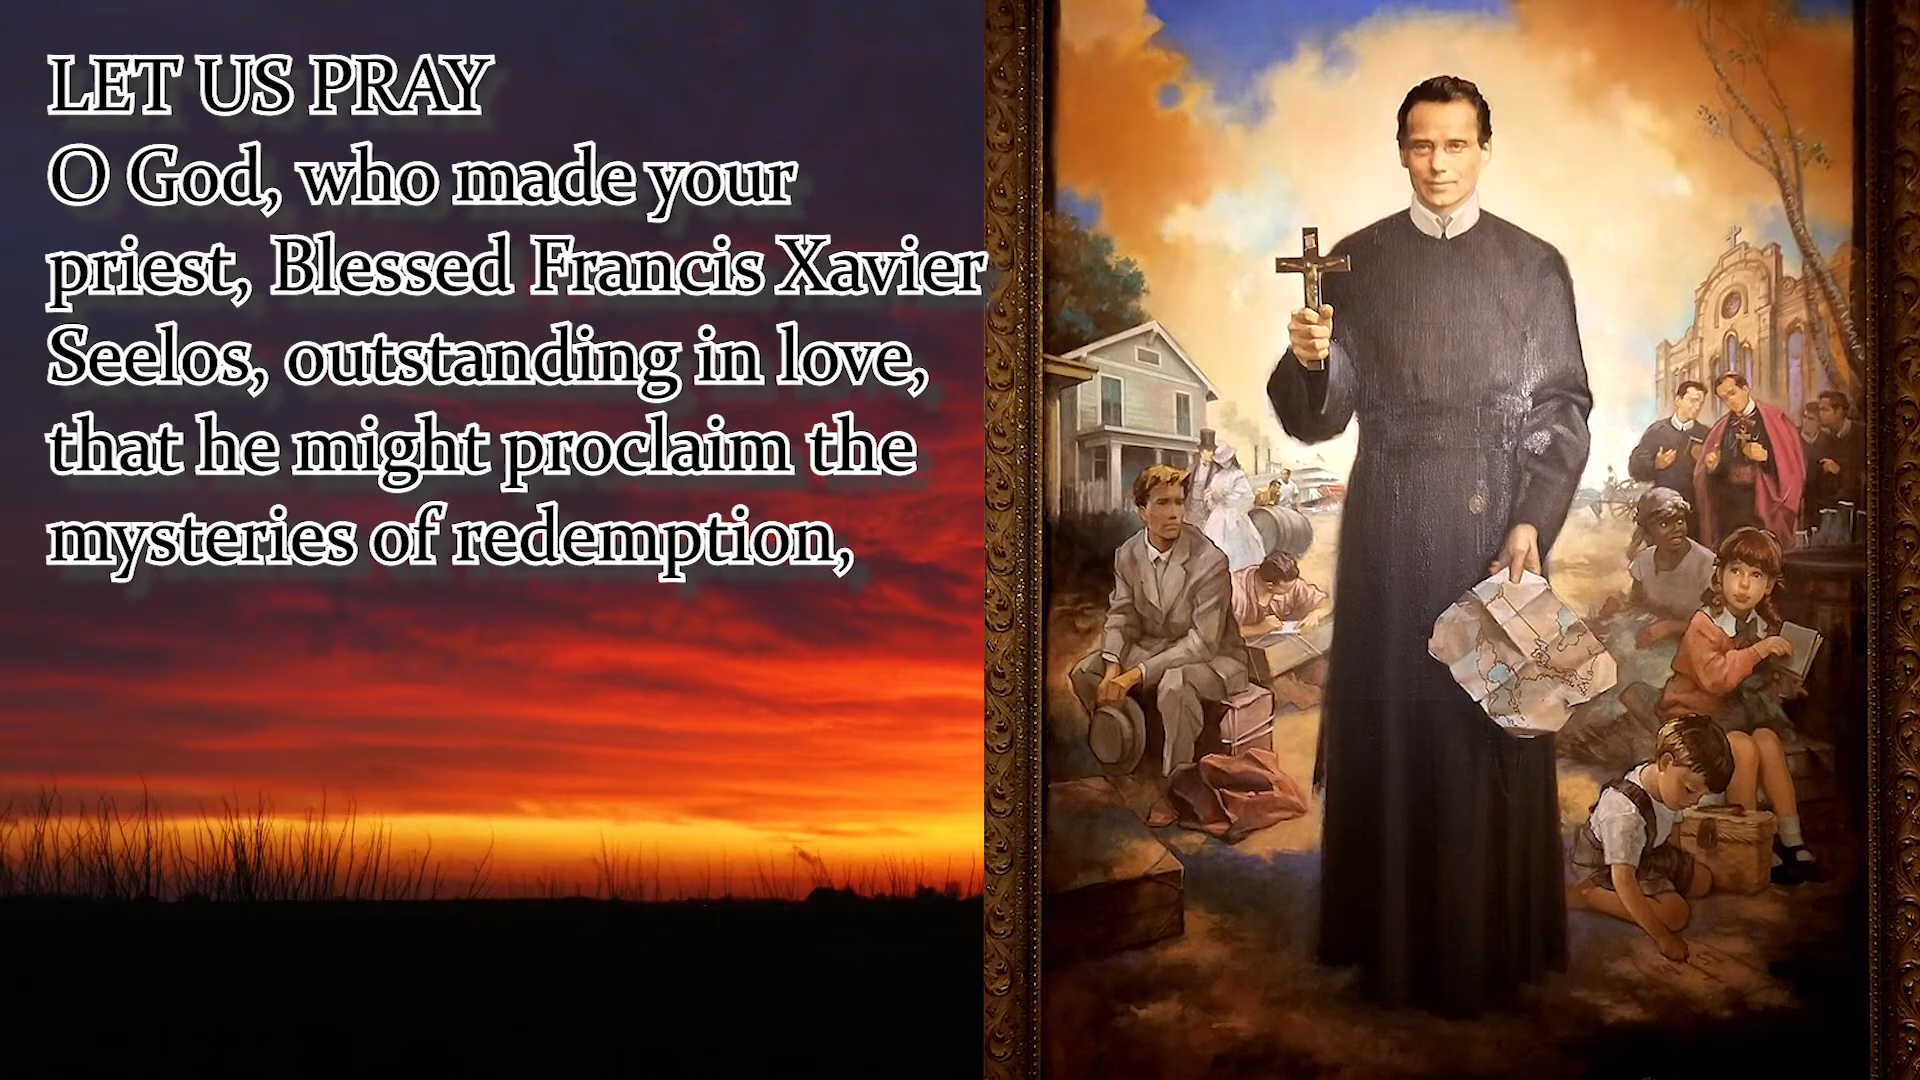 LET US PRAY
O God, who made your
priest, Blessed Francis Xavier
Seelos, outstanding in love,
that he might proclaim the
mysteries of redemption,